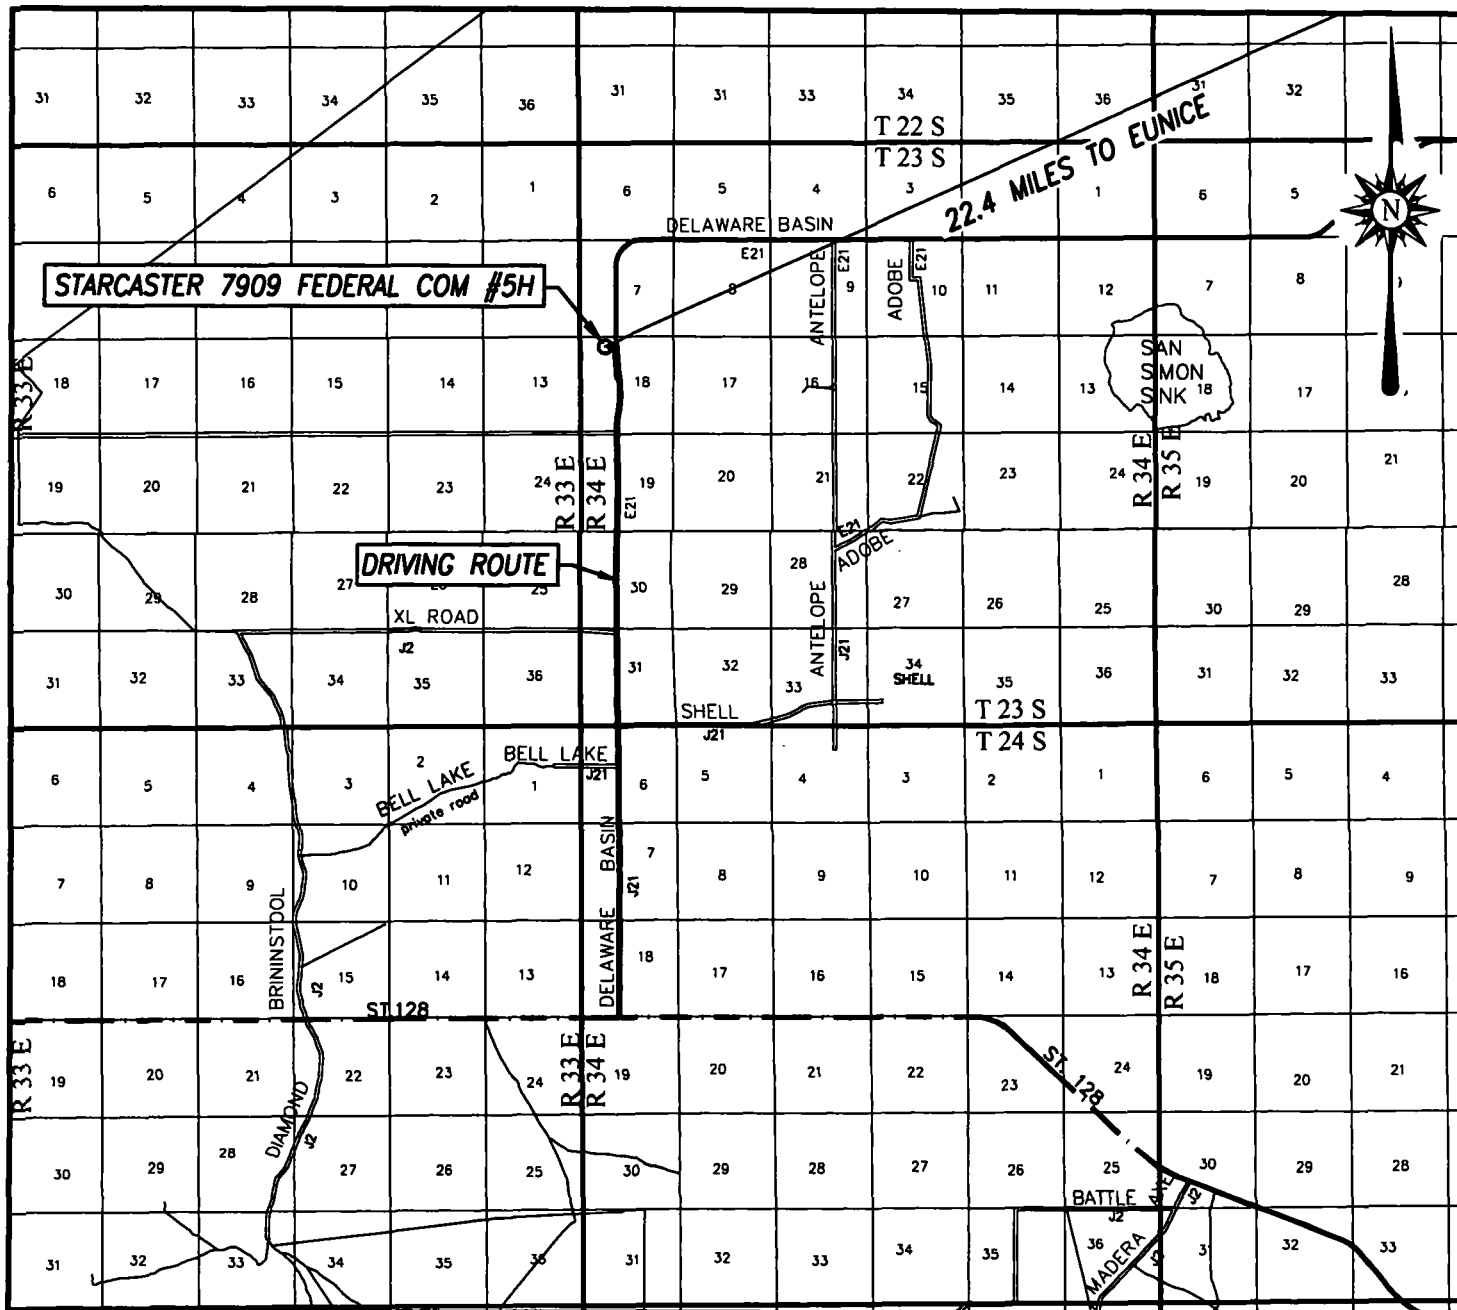 31 32 33 34 35 36 31 31 33 34 35 36 31 32
T 22 S
T 23 S
22.4 MILES TO EUNICE
6 5 4 3 2 1 6 5 4 3 1 6 5
N
DELAWARE BASIN
E21 E21 E21
STARCASTER 7909 FEDERAL COM #5H
7 8 ANTELOPE 9 ADOBE 10 11 12 7 8
SAN
SIMON
SINK
R 33 E
18 17 16 15 14 13 18 17 16 15 14 13 18 17
R 33 E R 34 E
R 34 E R 35 E
19 20 21 22 23 24 19 20 21 22 23 24 19 20 21
E21
E21
ADOBE
DRIVING ROUTE
30 29 28 27 25 30 29 28 27 26 25 30 29 28
XL ROAD
J2
ANTELOPE
J21
31 32 33 34 35 36 31 32 33 34 35 36 31 32 33
SHELL
SHELL
J21
T 23 S
T 24 S
BELL LAKE
J21
BELL LAKE
private road
6 5 4 3 2 1 6 5 4 3 2 1 6 5 4
DELAWARE BASIN
J21
7 8 9 10 11 12 7 8 9 10 11 12 7 8 9
BRININSTOOL
J2
R 34 E R 35 E
18 17 16 15 14 13 18 17 16 15 14 13 18 17 16
ST 128
R 33 E
R 33 E R 34 E
19 20 21 22 23 24 19 20 21 22 23 24 19 20 21
ST. 128
DIAMOND
J2
30 29 28 27 26 25 30 29 28 27 26 25 30 29 28
BATTLE AXE
J2
J2
MADERA
J2
31 32 33 34 35 36 31 32 33 34 35 36 31 32 33